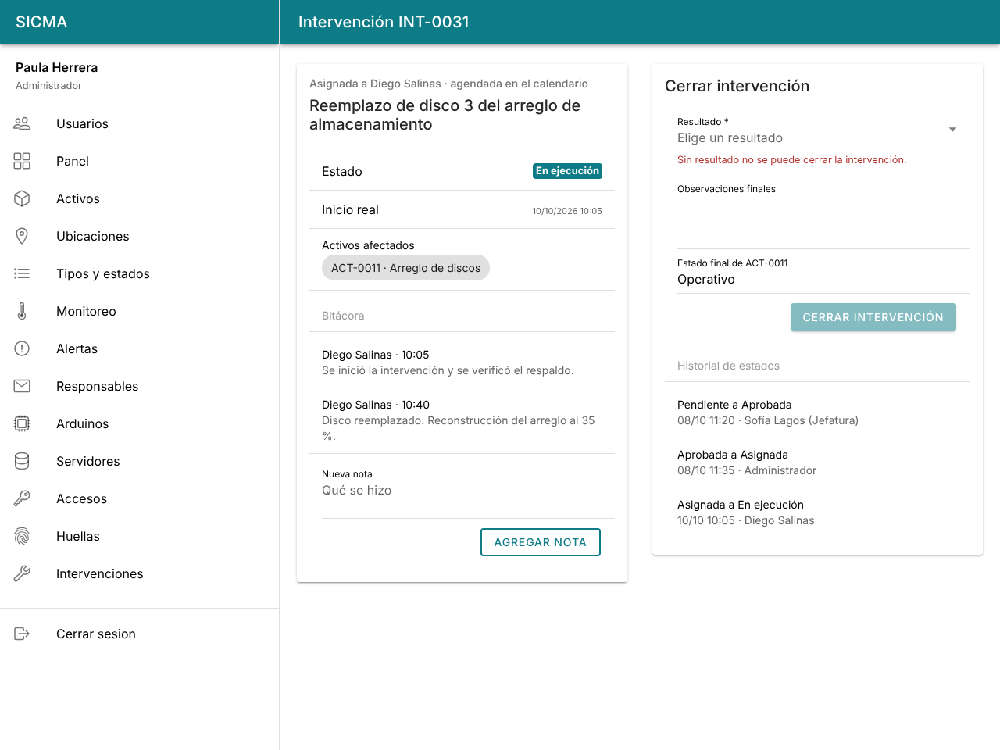 SICMA
Paula Herrera
Administrador
Usuarios
Panel
Activos
Ubicaciones
Tipos y estados
Monitoreo
Alertas
Responsables
Arduinos
Servidores
Accesos
Huellas
Intervenciones
Cerrar sesion
Intervención INT-0031
Asignada a Diego Salinas · agendada en el calendario
Reemplazo de disco 3 del arreglo de
almacenamiento
Estado
En ejecución
Inicio real
10/10/2026 10:05
Activos afectados
ACT-0011 · Arreglo de discos
Bitácora
Diego Salinas · 10:05
Se inició la intervención y se verificó el respaldo.
Diego Salinas · 10:40
Disco reemplazado. Reconstrucción del arreglo al 35
%.
Nueva nota
Qué se hizo
AGREGAR NOTA
Cerrar intervención
Resultado *
Elige un resultado
Sin resultado no se puede cerrar la intervención.
Observaciones finales
Estado final de ACT-0011
Operativo
CERRAR INTERVENCIÓN
Historial de estados
Pendiente a Aprobada
08/10 11:20 · Sofía Lagos (Jefatura)
Aprobada a Asignada
08/10 11:35 · Administrador
Asignada a En ejecución
10/10 10:05 · Diego Salinas